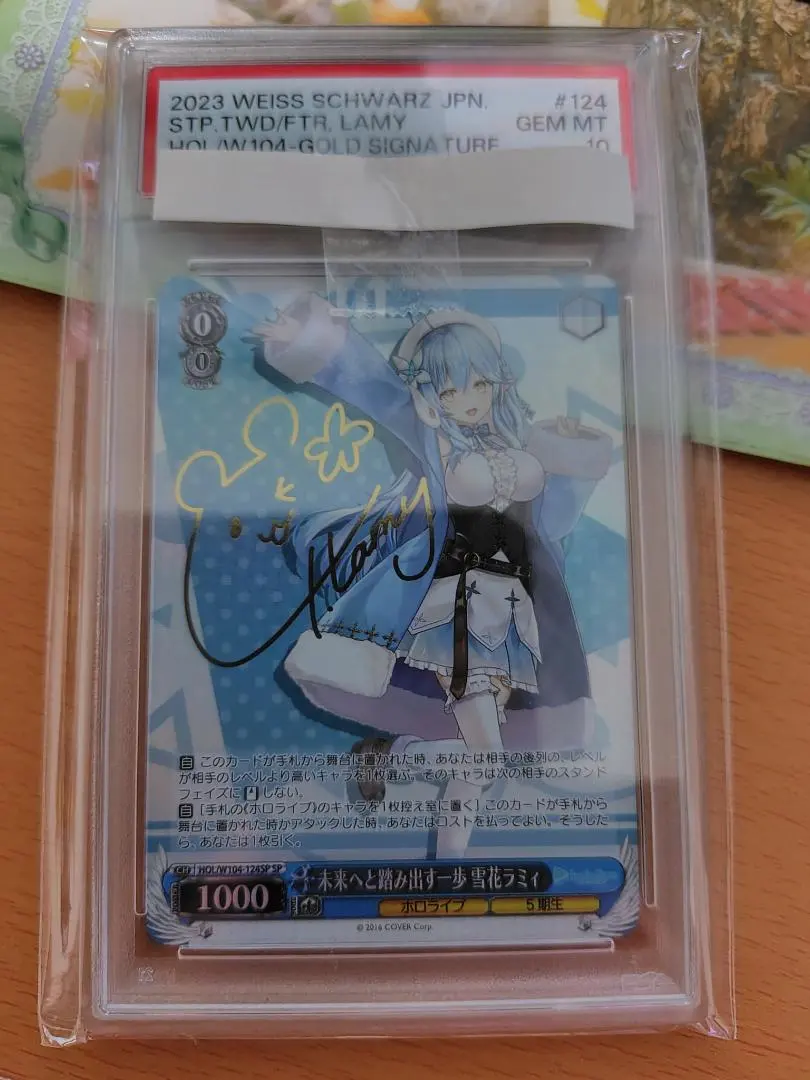 2023 WEISS SCHWARZ JPN. #124
STP.TWD/FTR, LAMY GEM MT
HOL/W104-GOLD SIGNATURE 10
0
0
Lamy
自 このカードが手札から舞台に置かれた時、あなたは相手の後列の、レベル
が相手のレベルより高いキャラを1枚選ぶ。そのキャラは次の相手のスタンド
フェイズに しない。
自 [手札の《ホロライブ》のキャラを1枚控え室に置く] このカードが手札から
舞台に置かれた時かアタックした時、あなたはコストを払ってよい。そうした
ら、あなたは1枚引く。
CH HOL/W104-124SP SP
1000
未来へと踏み出す一歩 雪花ラミィ
ホロライブ 5期生
© 2016 COVER Corp.